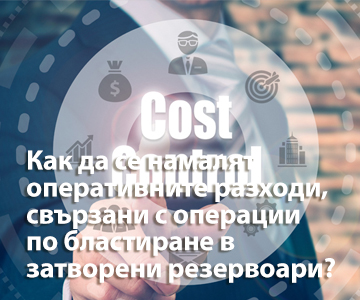 Cost
Control
Как да се намалят
оперативните разходи,
свързани с операции
по бластиране в
затворени резервоари?